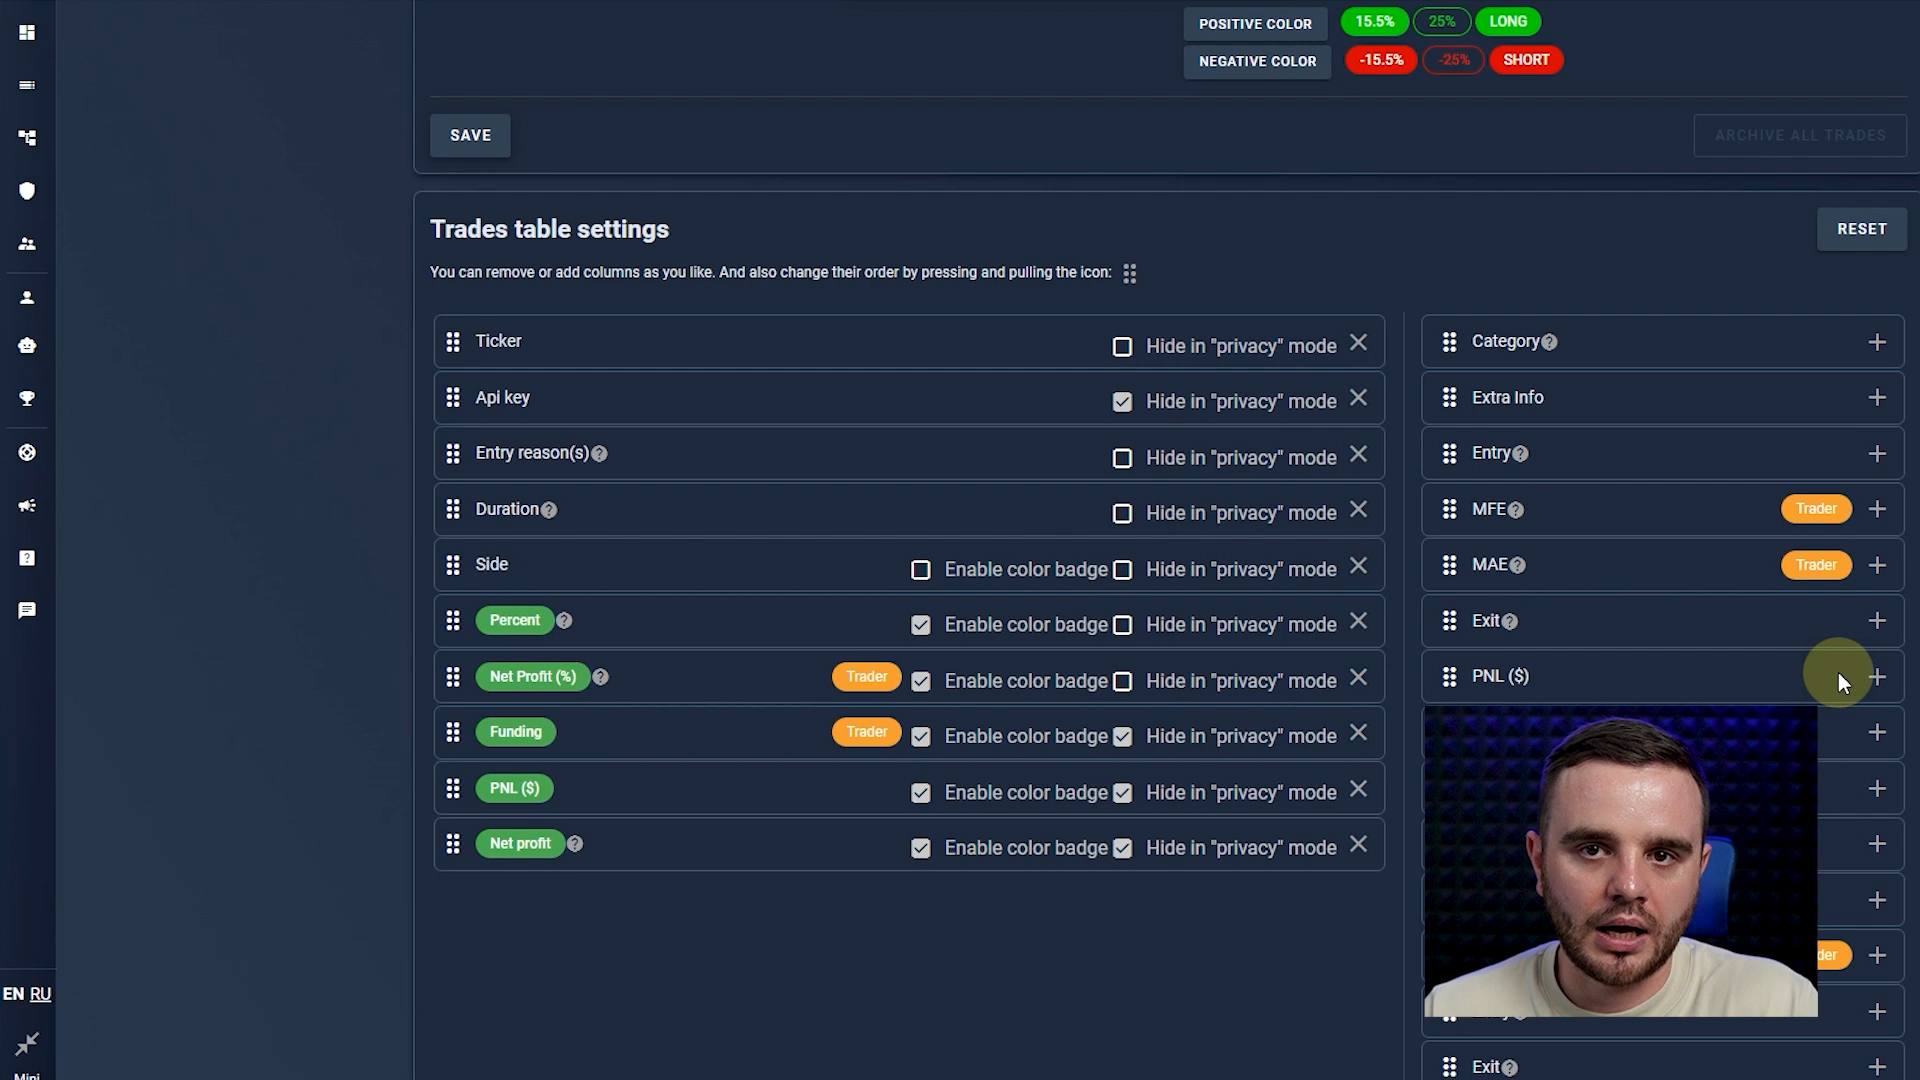 POSITIVE COLOR 15.5% 25% LONG
NEGATIVE COLOR -15.5% -25% SHORT
SAVE ARCHIVE ALL TRADES
Trades table settings RESET
You can remove or add columns as you like. And also change their order by pressing and pulling the icon:
Ticker Hide in "privacy" mode
Api key Hide in "privacy" mode
Entry reason(s) ? Hide in "privacy" mode
Duration ? Hide in "privacy" mode
Side Enable color badge Hide in "privacy" mode
Percent ? Enable color badge Hide in "privacy" mode
Net Profit (%) ? Trader Enable color badge Hide in "privacy" mode
Funding Trader Enable color badge Hide in "privacy" mode
PNL ($) Enable color badge Hide in "privacy" mode
Net profit ? Enable color badge Hide in "privacy" mode
Category ?
Extra Info
Entry ?
MFE ? Trader
MAE ? Trader
Exit ?
PNL ($)
Exit ?
EN RU
Mini